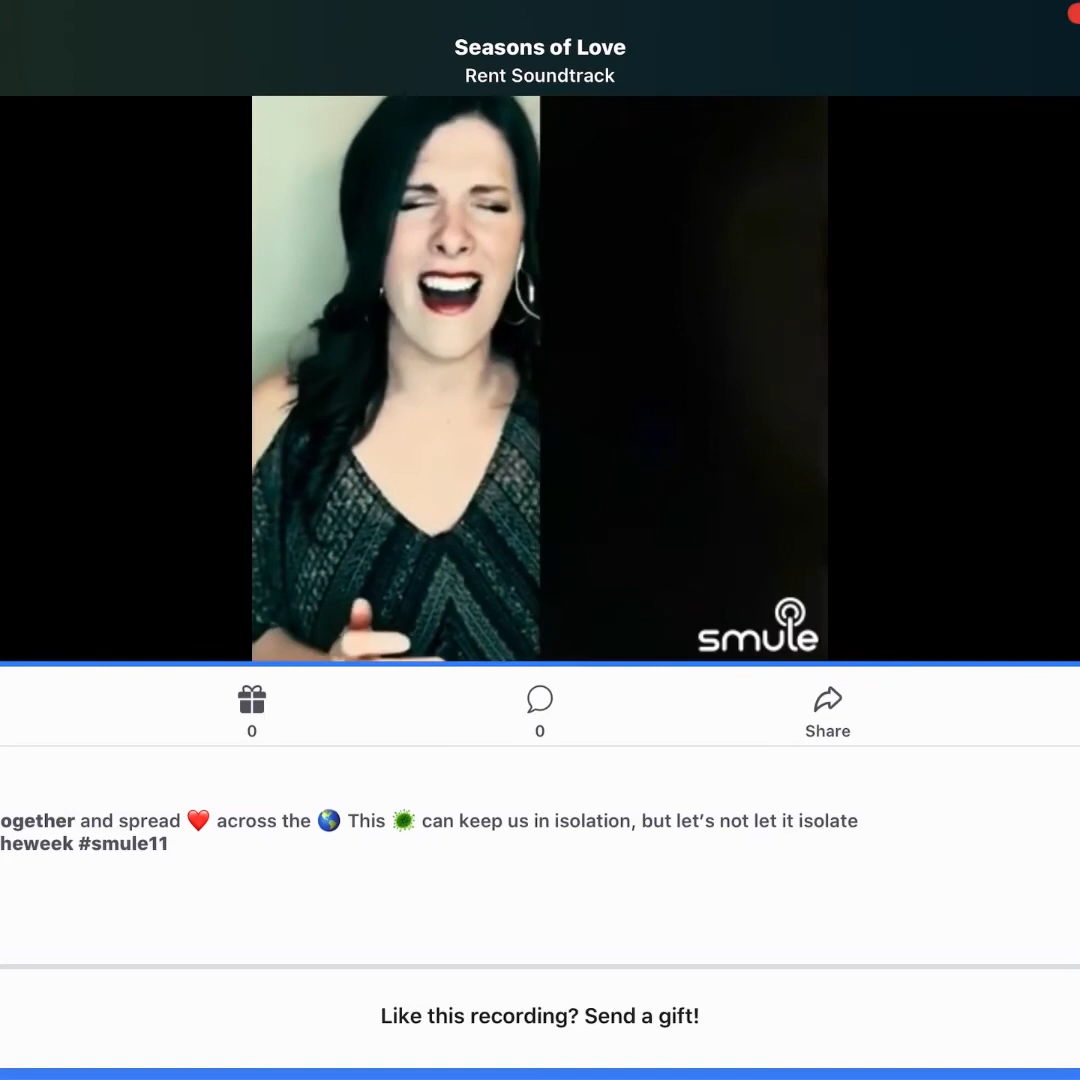 Seasons of Love
Rent Soundtrack
smule
0
0
Share
ogether and spread ❤️ across the 🌎 This 🦠 can keep us in isolation, but let’s not let it isolate
heweek #smule11
Like this recording? Send a gift!